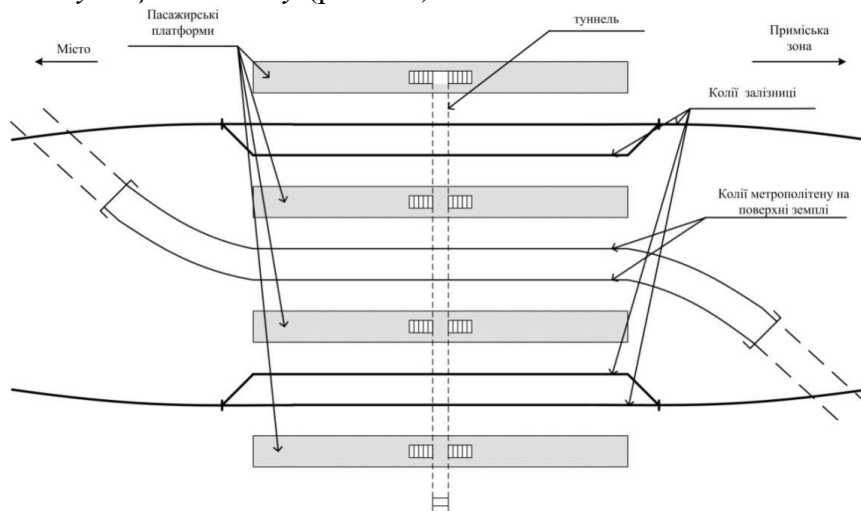 Пасажирські
платформи
туннель
Місто
Приміська
зона
Колії залізниці
Колії метрополітену на
поверхні землі